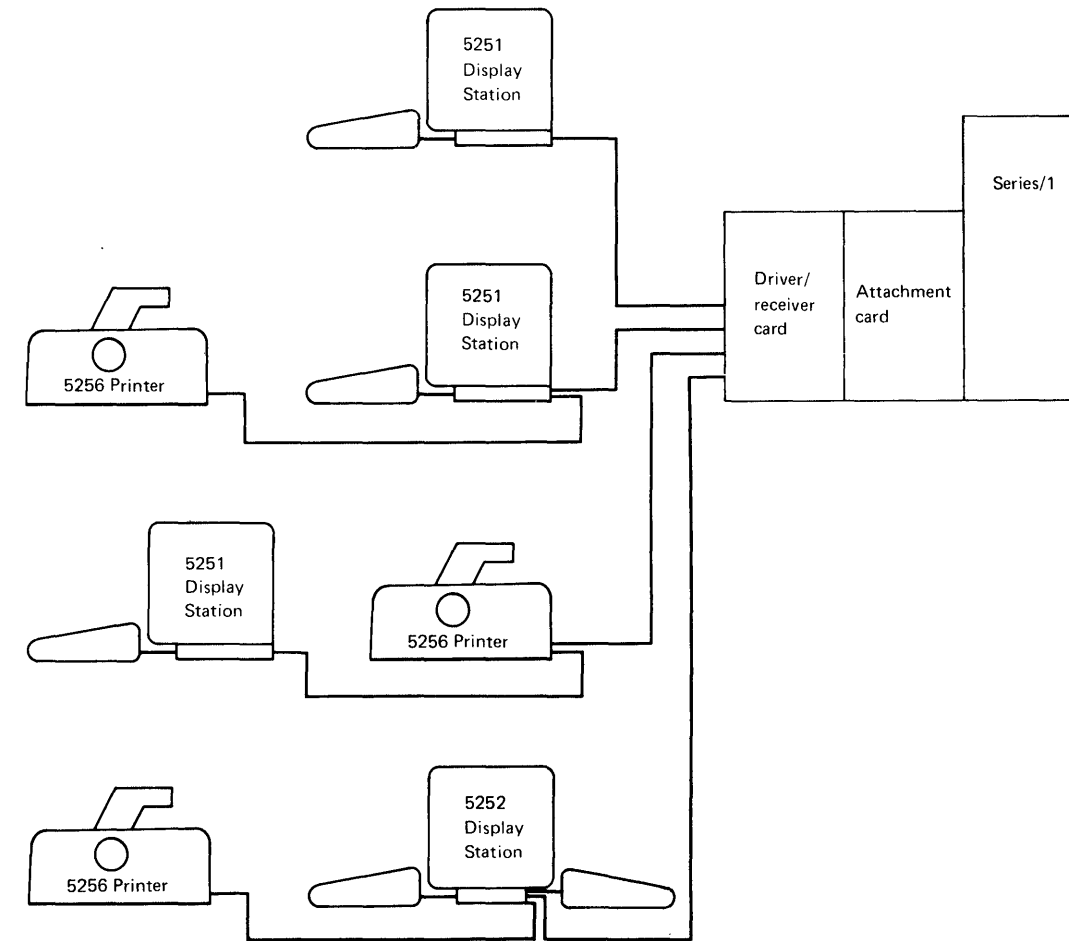 5251
Display
Station
Series/1
Driver/
receiver
card
Attachment
card
5251
Display
Station
5256 Printer
5251
Display
Station
5256 Printer
5252
Display
Station
5256 Printer